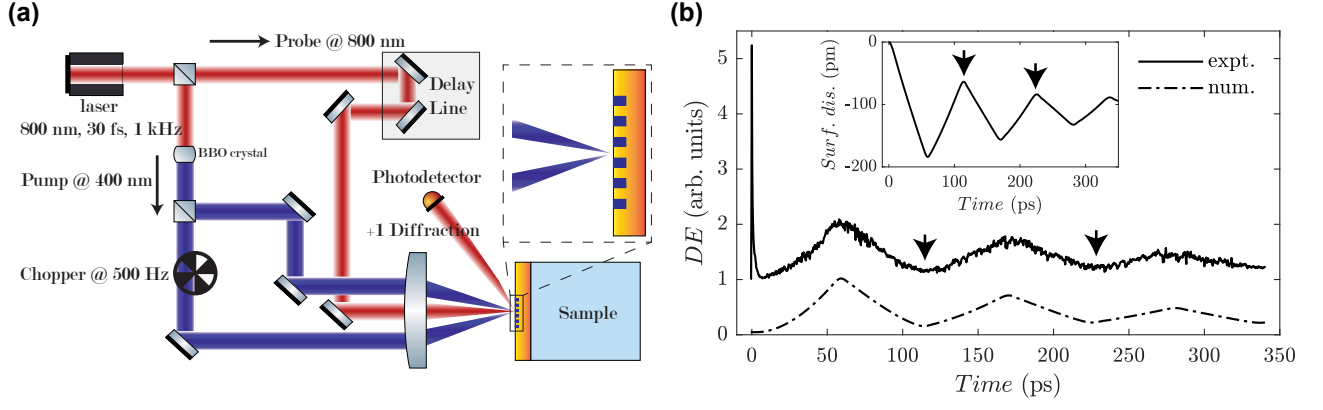 (a)
Probe @ 800 nm
Delay
Line
laser
800 nm, 30 fs, 1 kHz
BBO crystal
Pump @ 400 nm
Photodetector
+1 Diffraction
Chopper @ 500 Hz
Sample
(b)
DE (arb. units)
5
4
3
2
1
0
0
50
100
150
200
250
300
350
Time (ps)
expt.
num.
Surf. dis. (pm)
0
-100
-200
0
100
200
300
Time (ps)